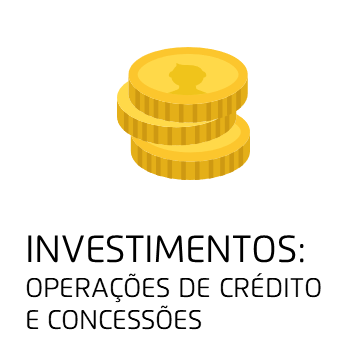 INVESTIMENTOS:
OPERAÇÕES DE CRÉDITO
E CONCESSÕES